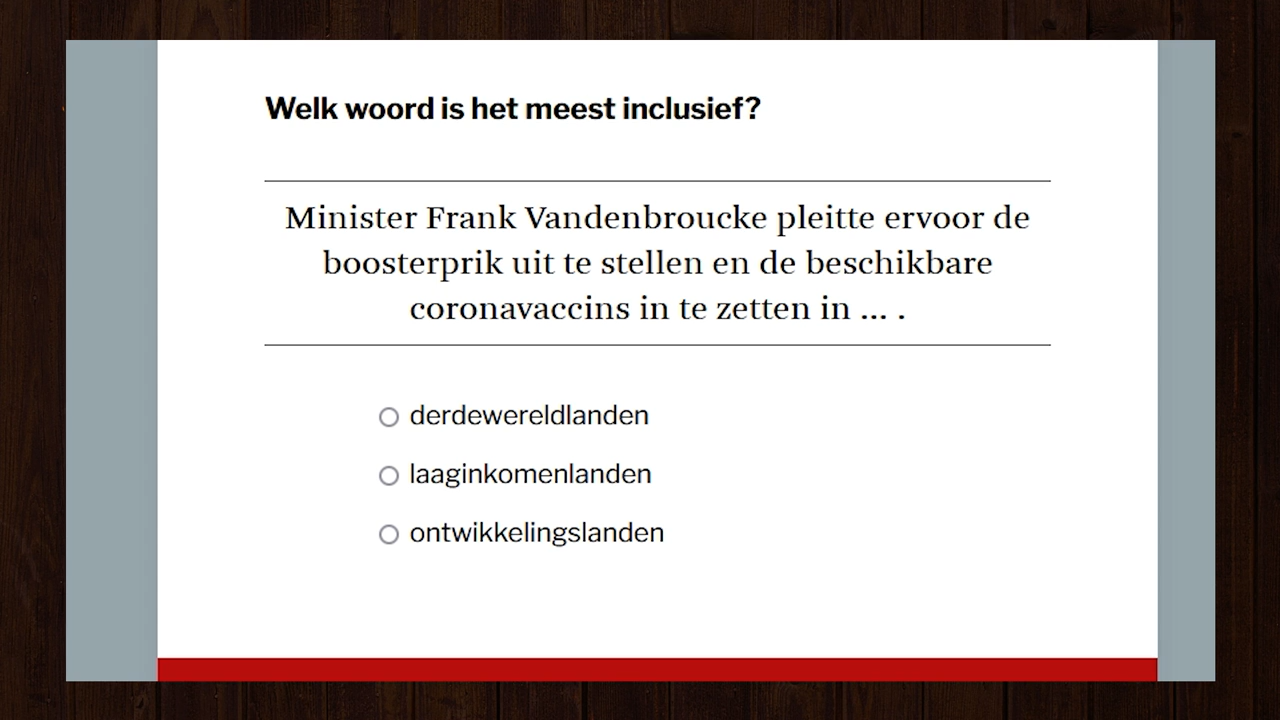 Welk woord is het meest inclusief?
Minister Frank Vandenbroucke pleitte ervoor de
boosterprik uit te stellen en de beschikbare
coronavaccins in te zetten in ... .
derdewereldlanden
laaginkomenlanden
ontwikkelingslanden